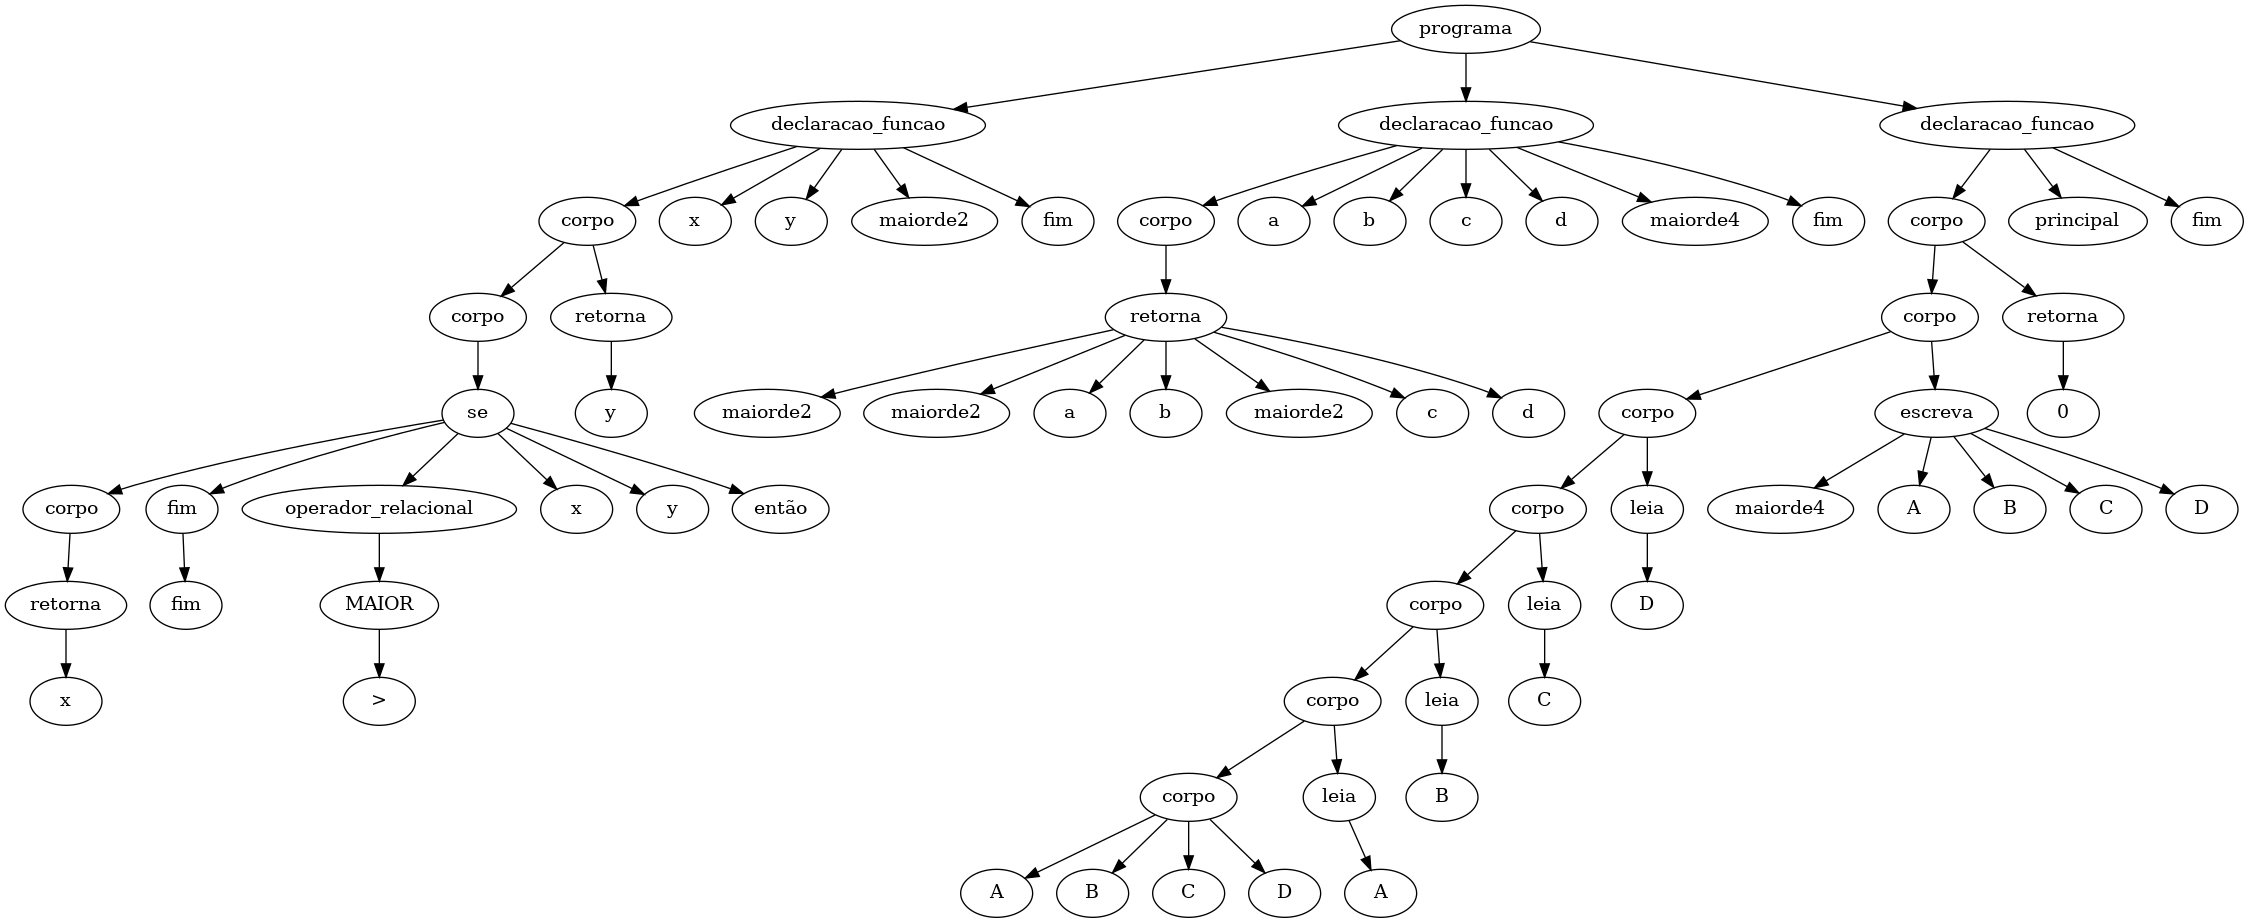 programa
declaracao_funcao declaracao_funcao declaracao_funcao
corpo x y maiorde2 fim corpo a b c d maiorde4 fim corpo principal fim
corpo retorna retorna corpo retorna
se y maiorde2 maiorde2 a b maiorde2 c d corpo escreva 0
corpo fim operador_relacional x y então corpo leia maiorde4 A B C D
retorna fim MAIOR corpo leia D
x > corpo leia C
corpo leia B
A B C D A